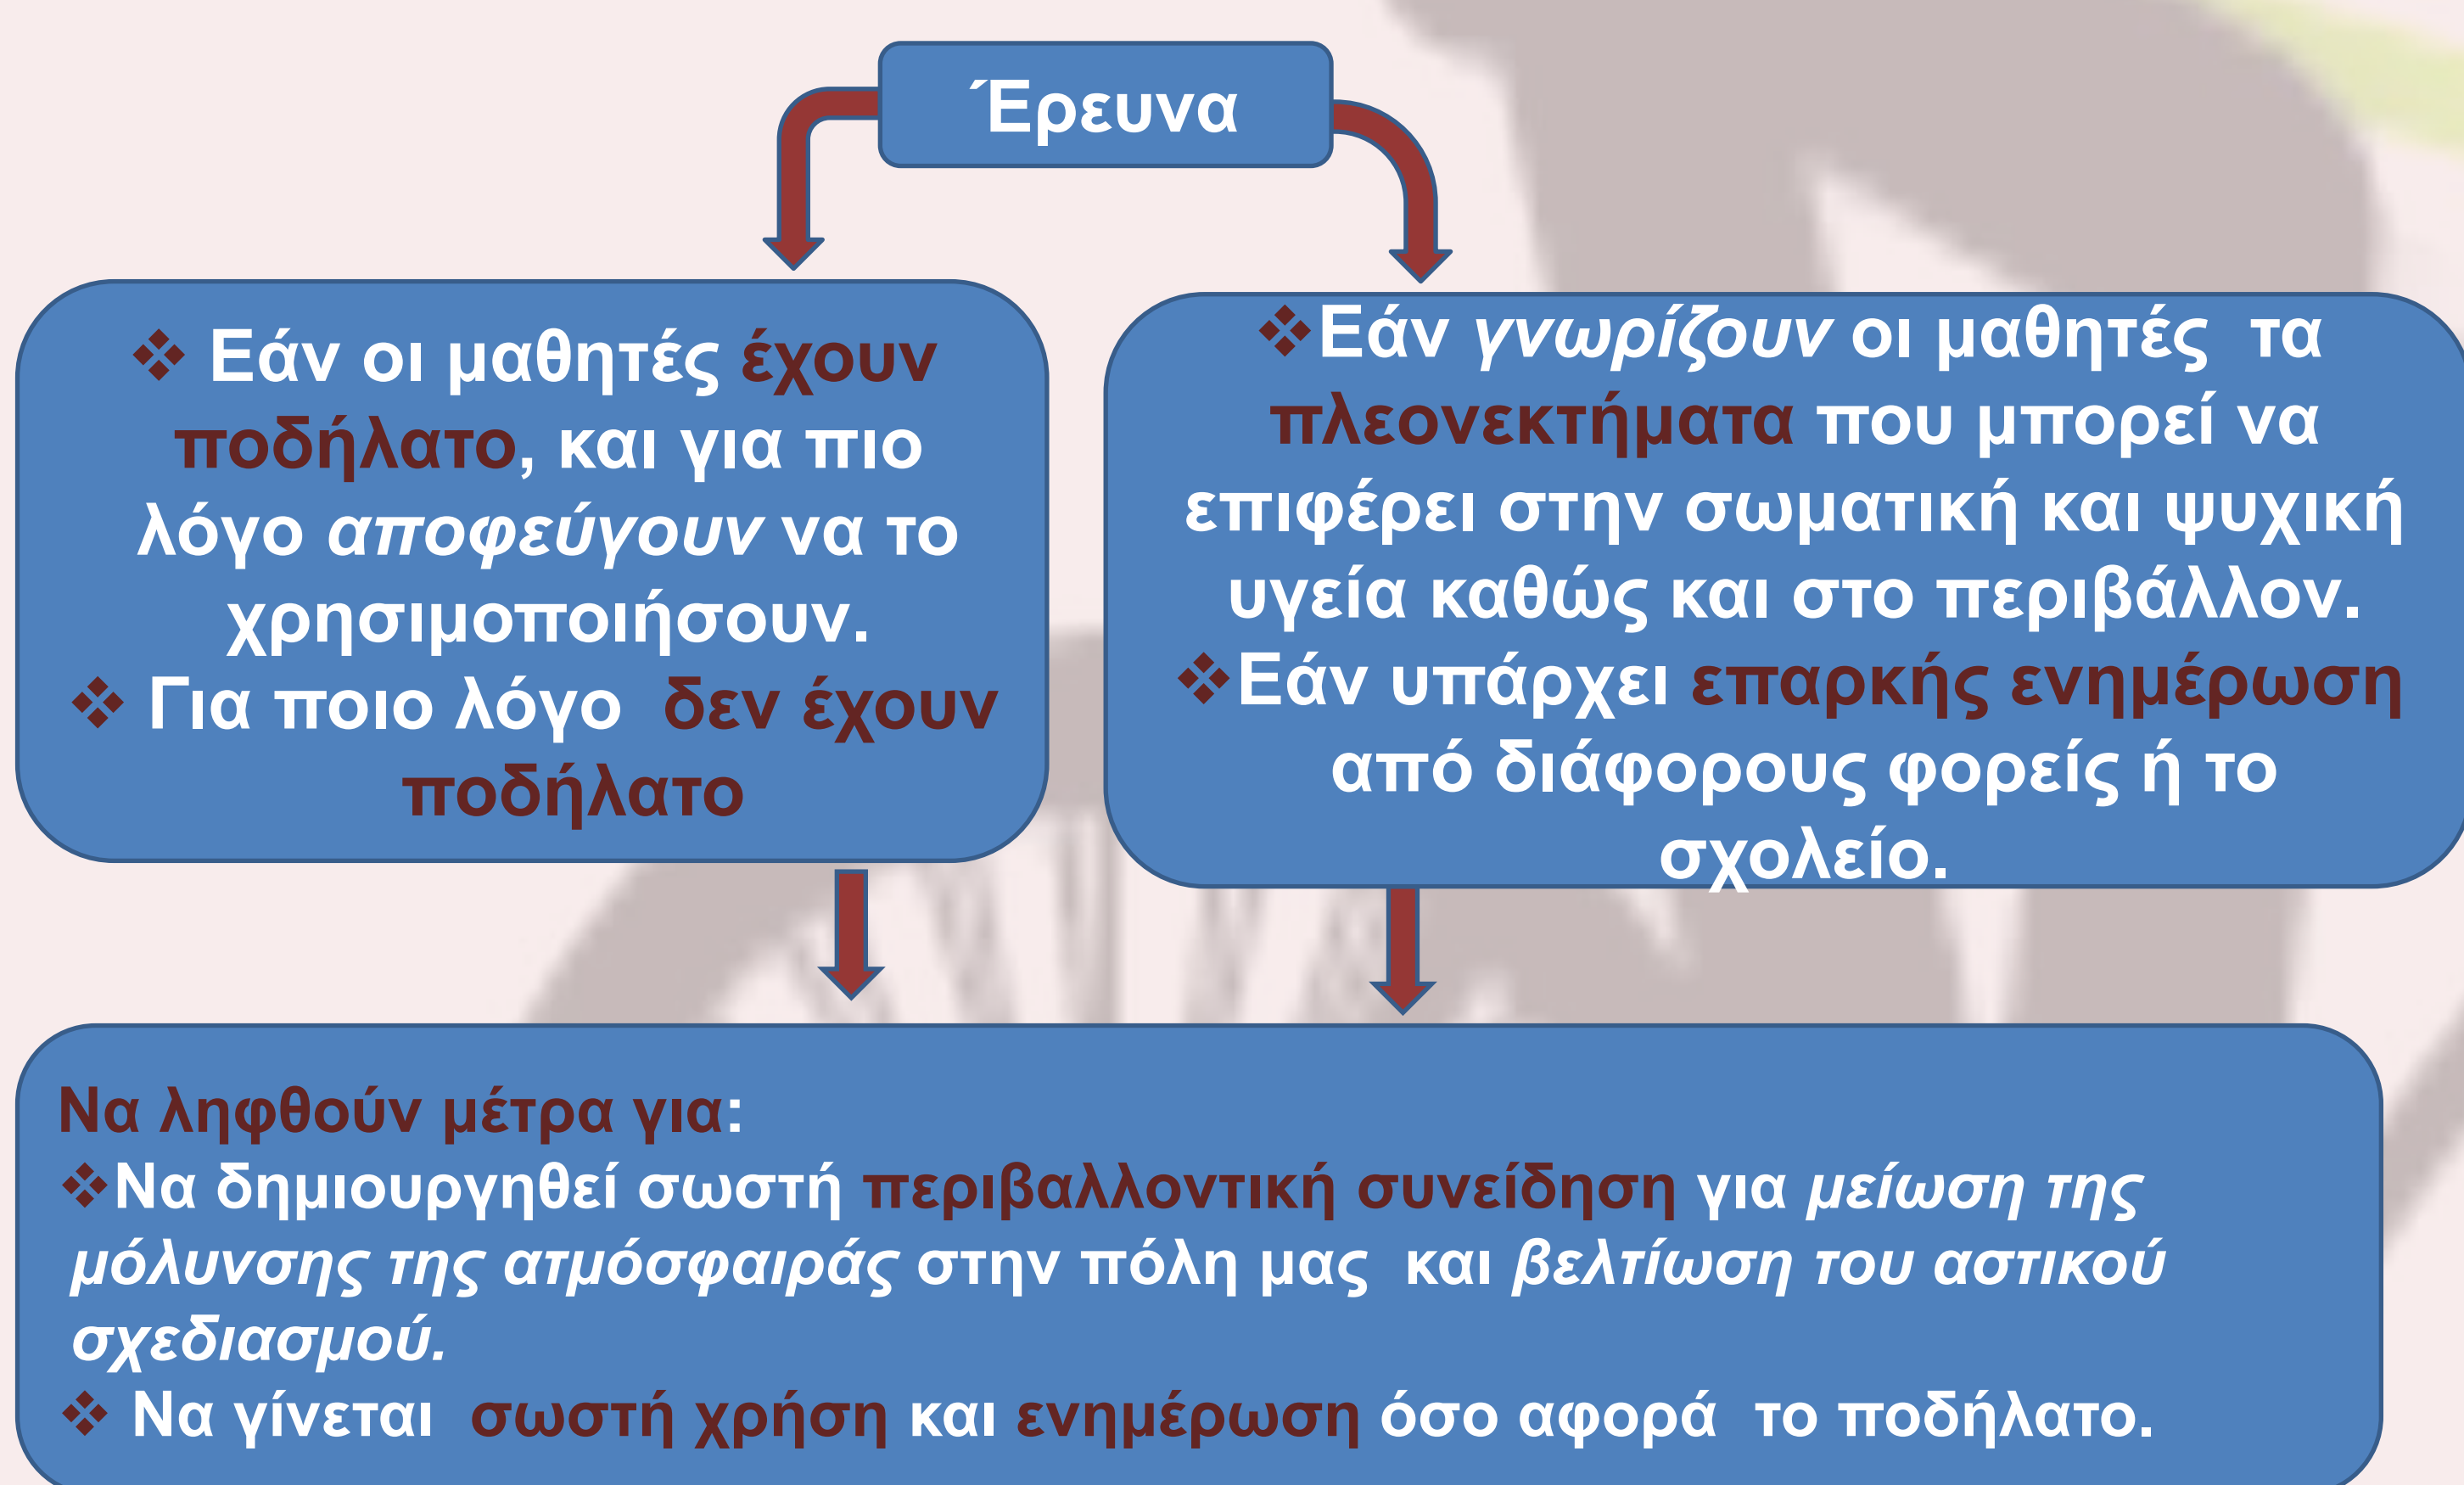 Έρευνα
❖ Εάν οι μαθητές έχουν
ποδήλατο, και για πιο
λόγο αποφεύγουν να το
χρησιμοποιήσουν.
❖ Για ποιο λόγο δεν έχουν
ποδήλατο
❖Εάν γνωρίζουν οι μαθητές τα
πλεονεκτήματα που μπορεί να
επιφέρει στην σωματική και ψυχική
υγεία καθώς και στο περιβάλλον.
❖Εάν υπάρχει επαρκής ενημέρωση
από διάφορους φορείς ή το
σχολείο.
Να ληφθούν μέτρα για:
❖Να δημιουργηθεί σωστή περιβαλλοντική συνείδηση για μείωση της
μόλυνσης της ατμόσφαιράς στην πόλη μας και βελτίωση του αστικού
σχεδιασμού.
❖ Να γίνεται σωστή χρήση και ενημέρωση όσο αφορά το ποδήλατο.